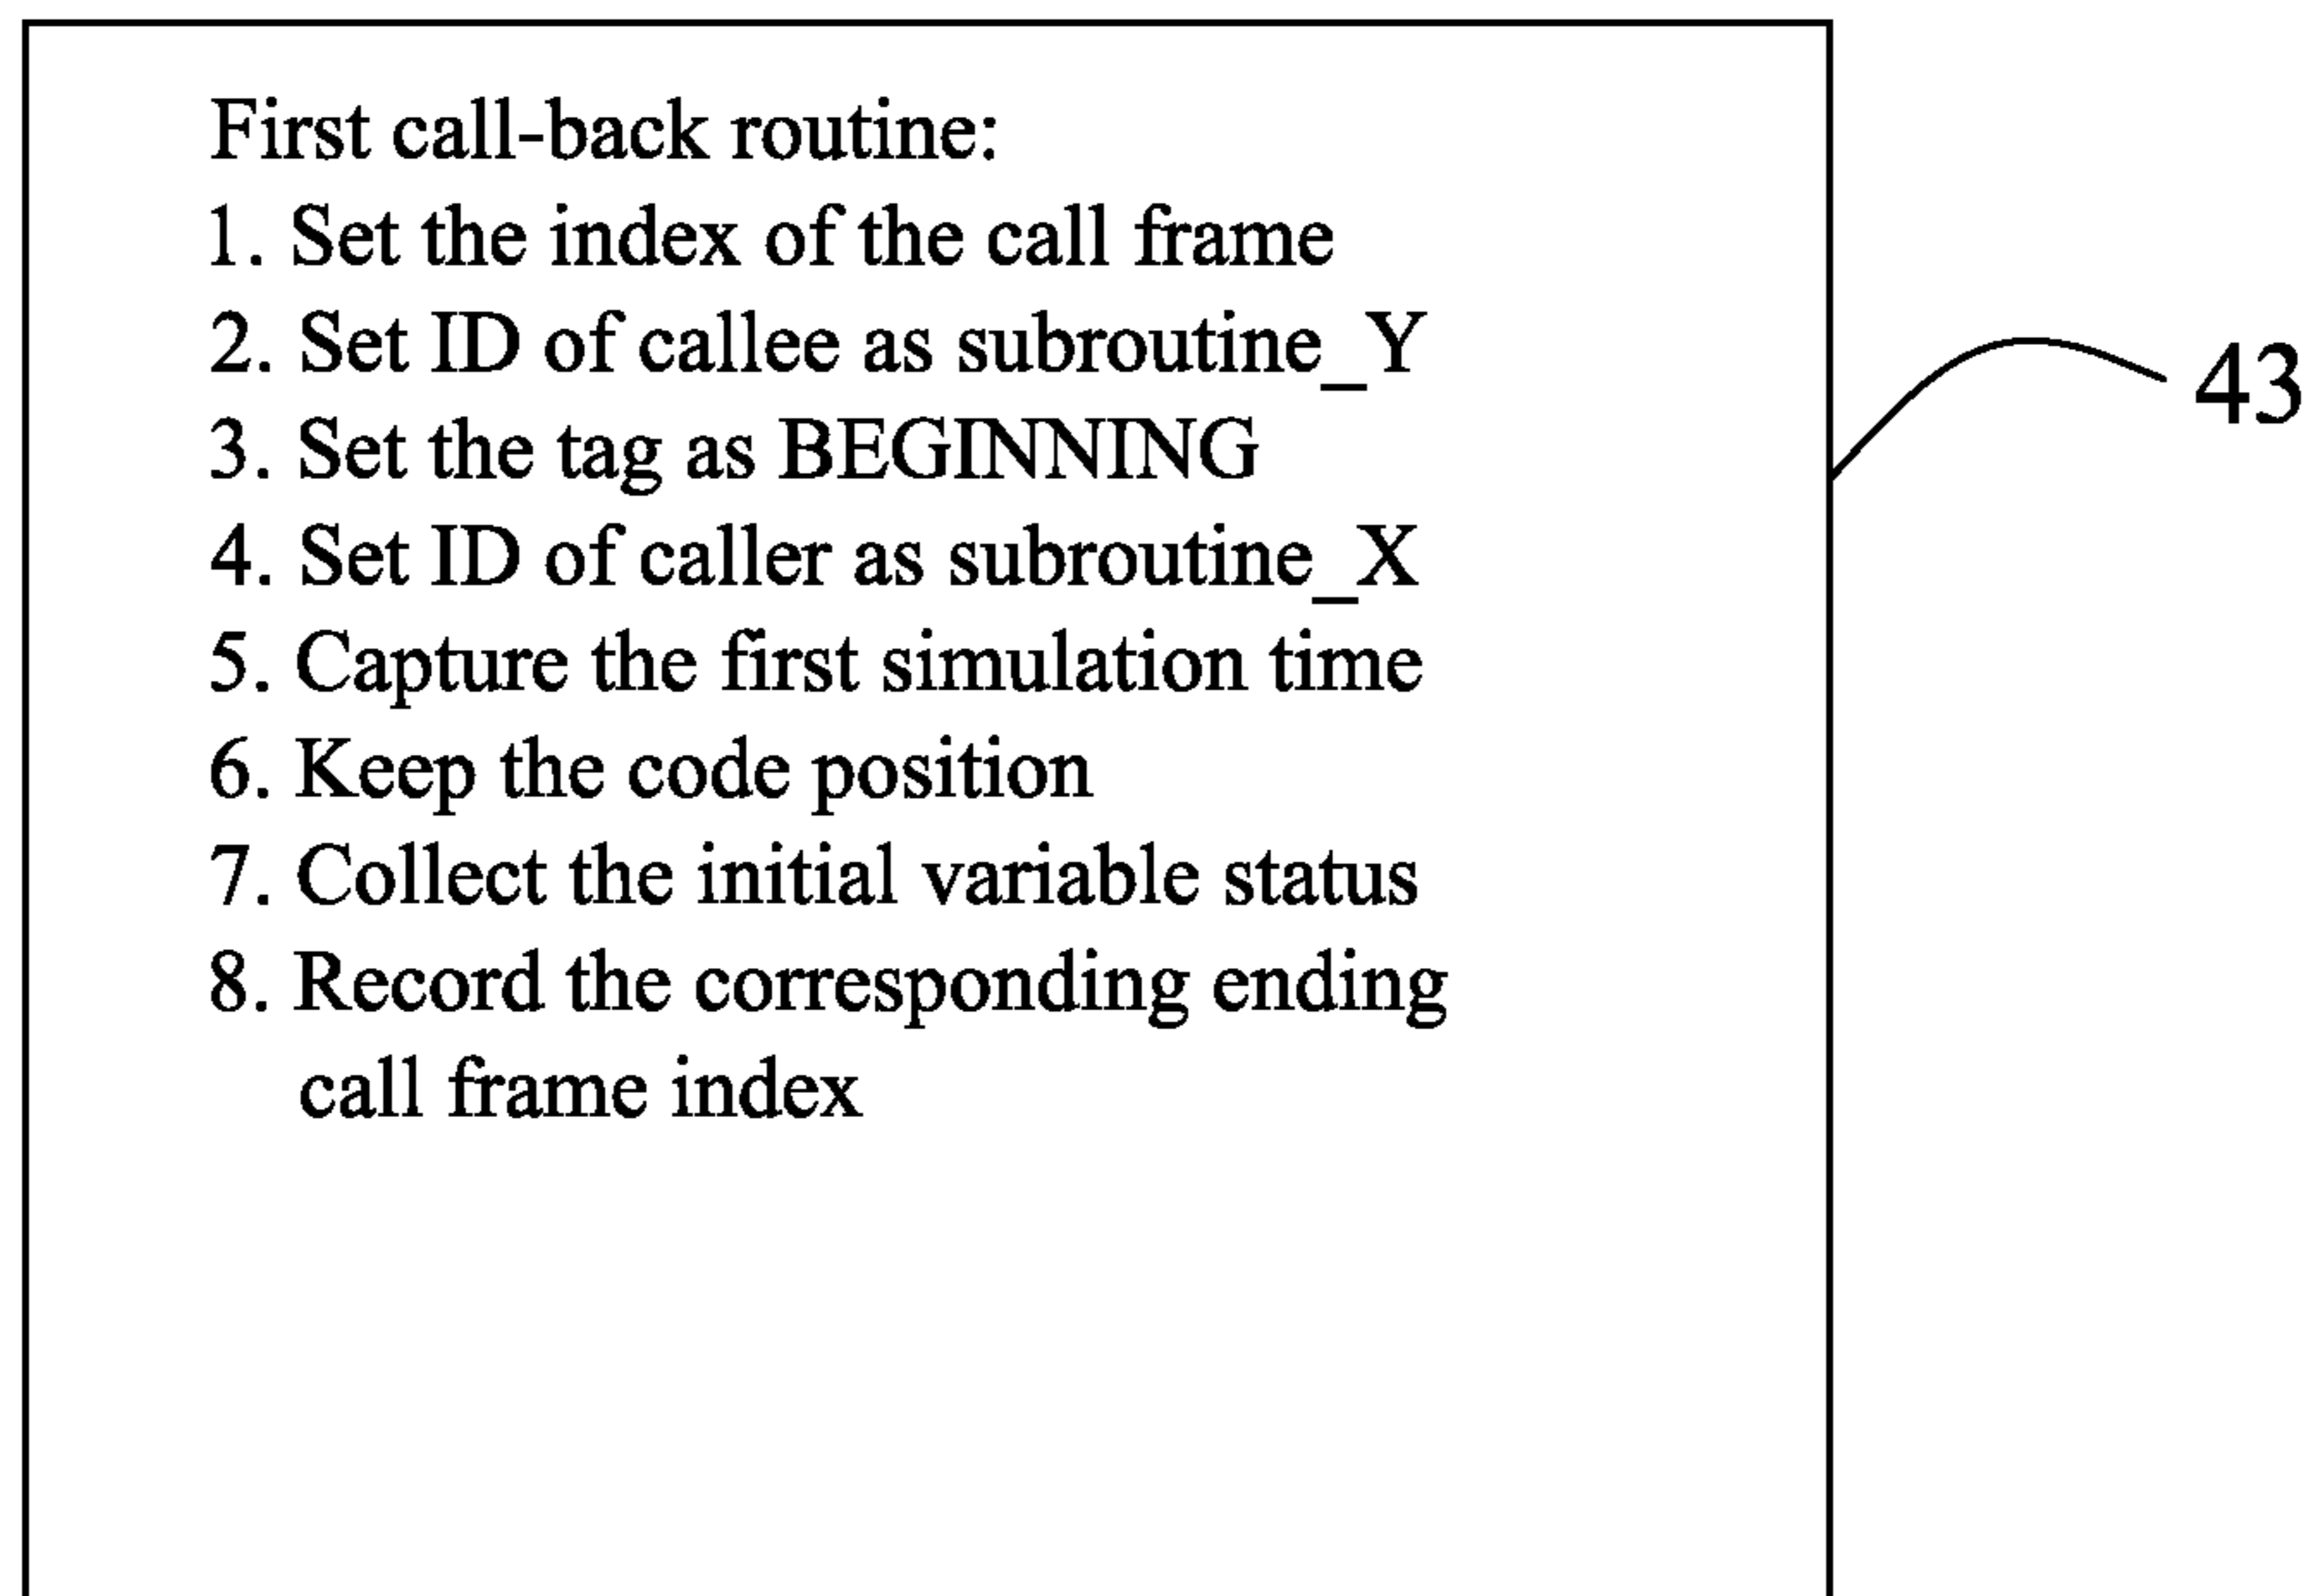 First call-back routine:
1. Set the index of the call frame
2. Set ID of callee as subroutine_Y
3. Set the tag as BEGINNING
4. Set ID of caller as subroutine_X
5. Capture the first simulation time
6. Keep the code position
7. Collect the initial variable status
8. Record the corresponding ending
call frame index
43